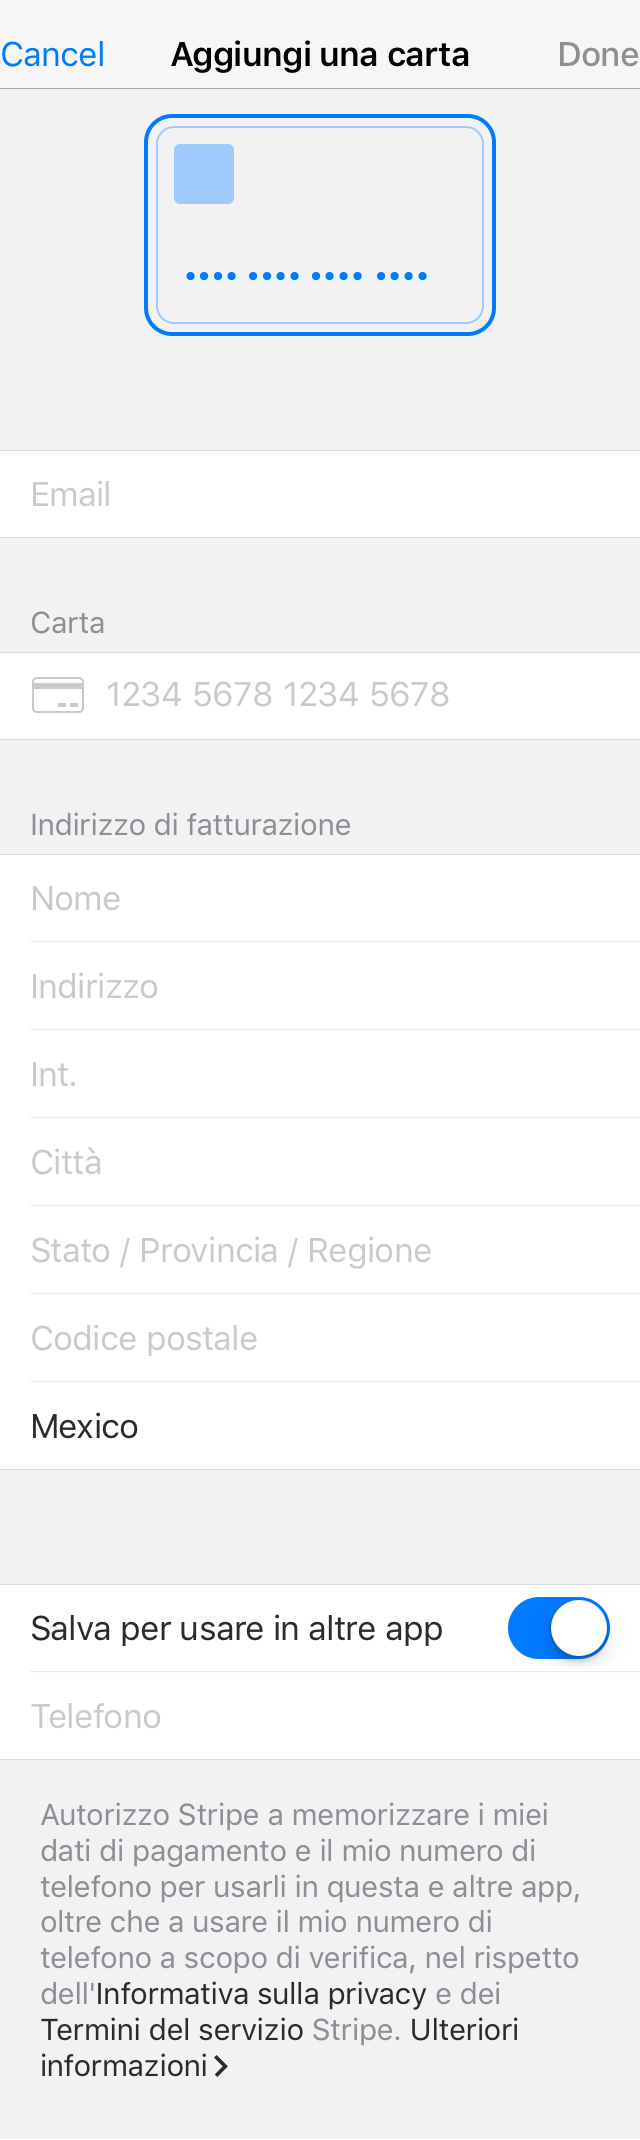 Cancel Aggiungi una carta Done
•••• •••• •••• ••••
Email
Carta
1234 5678 1234 5678
Indirizzo di fatturazione
Nome
Indirizzo
Int.
Città
Stato / Provincia / Regione
Codice postale
Mexico
Salva per usare in altre app
Telefono
Autorizzo Stripe a memorizzare i miei
dati di pagamento e il mio numero di
telefono per usarli in questa e altre app,
oltre che a usare il mio numero di
telefono a scopo di verifica, nel rispetto
dell'Informativa sulla privacy e dei
Termini del servizio Stripe. Ulteriori
informazioni